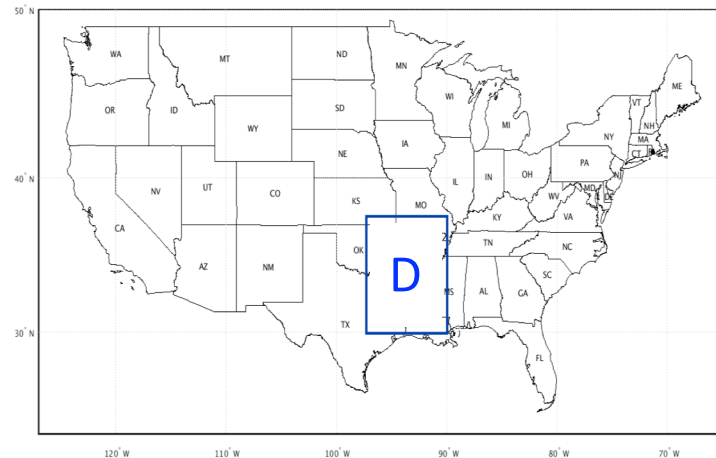 50° N
WA
MT
ND
MN
ME
OR
ID
SD
WI
VT
NH
WY
MI
NY
MA
CT
NE
IA
PA
NJ
NV
UT
CO
IL
IN
OH
MD
DE
40° N
KS
MO
WV
VA
KY
CA
OK
TN
NC
AZ
NM
D
MS
AL
GA
SC
TX
30° N
FL
120° W
110° W
100° W
90° W
80° W
70° W